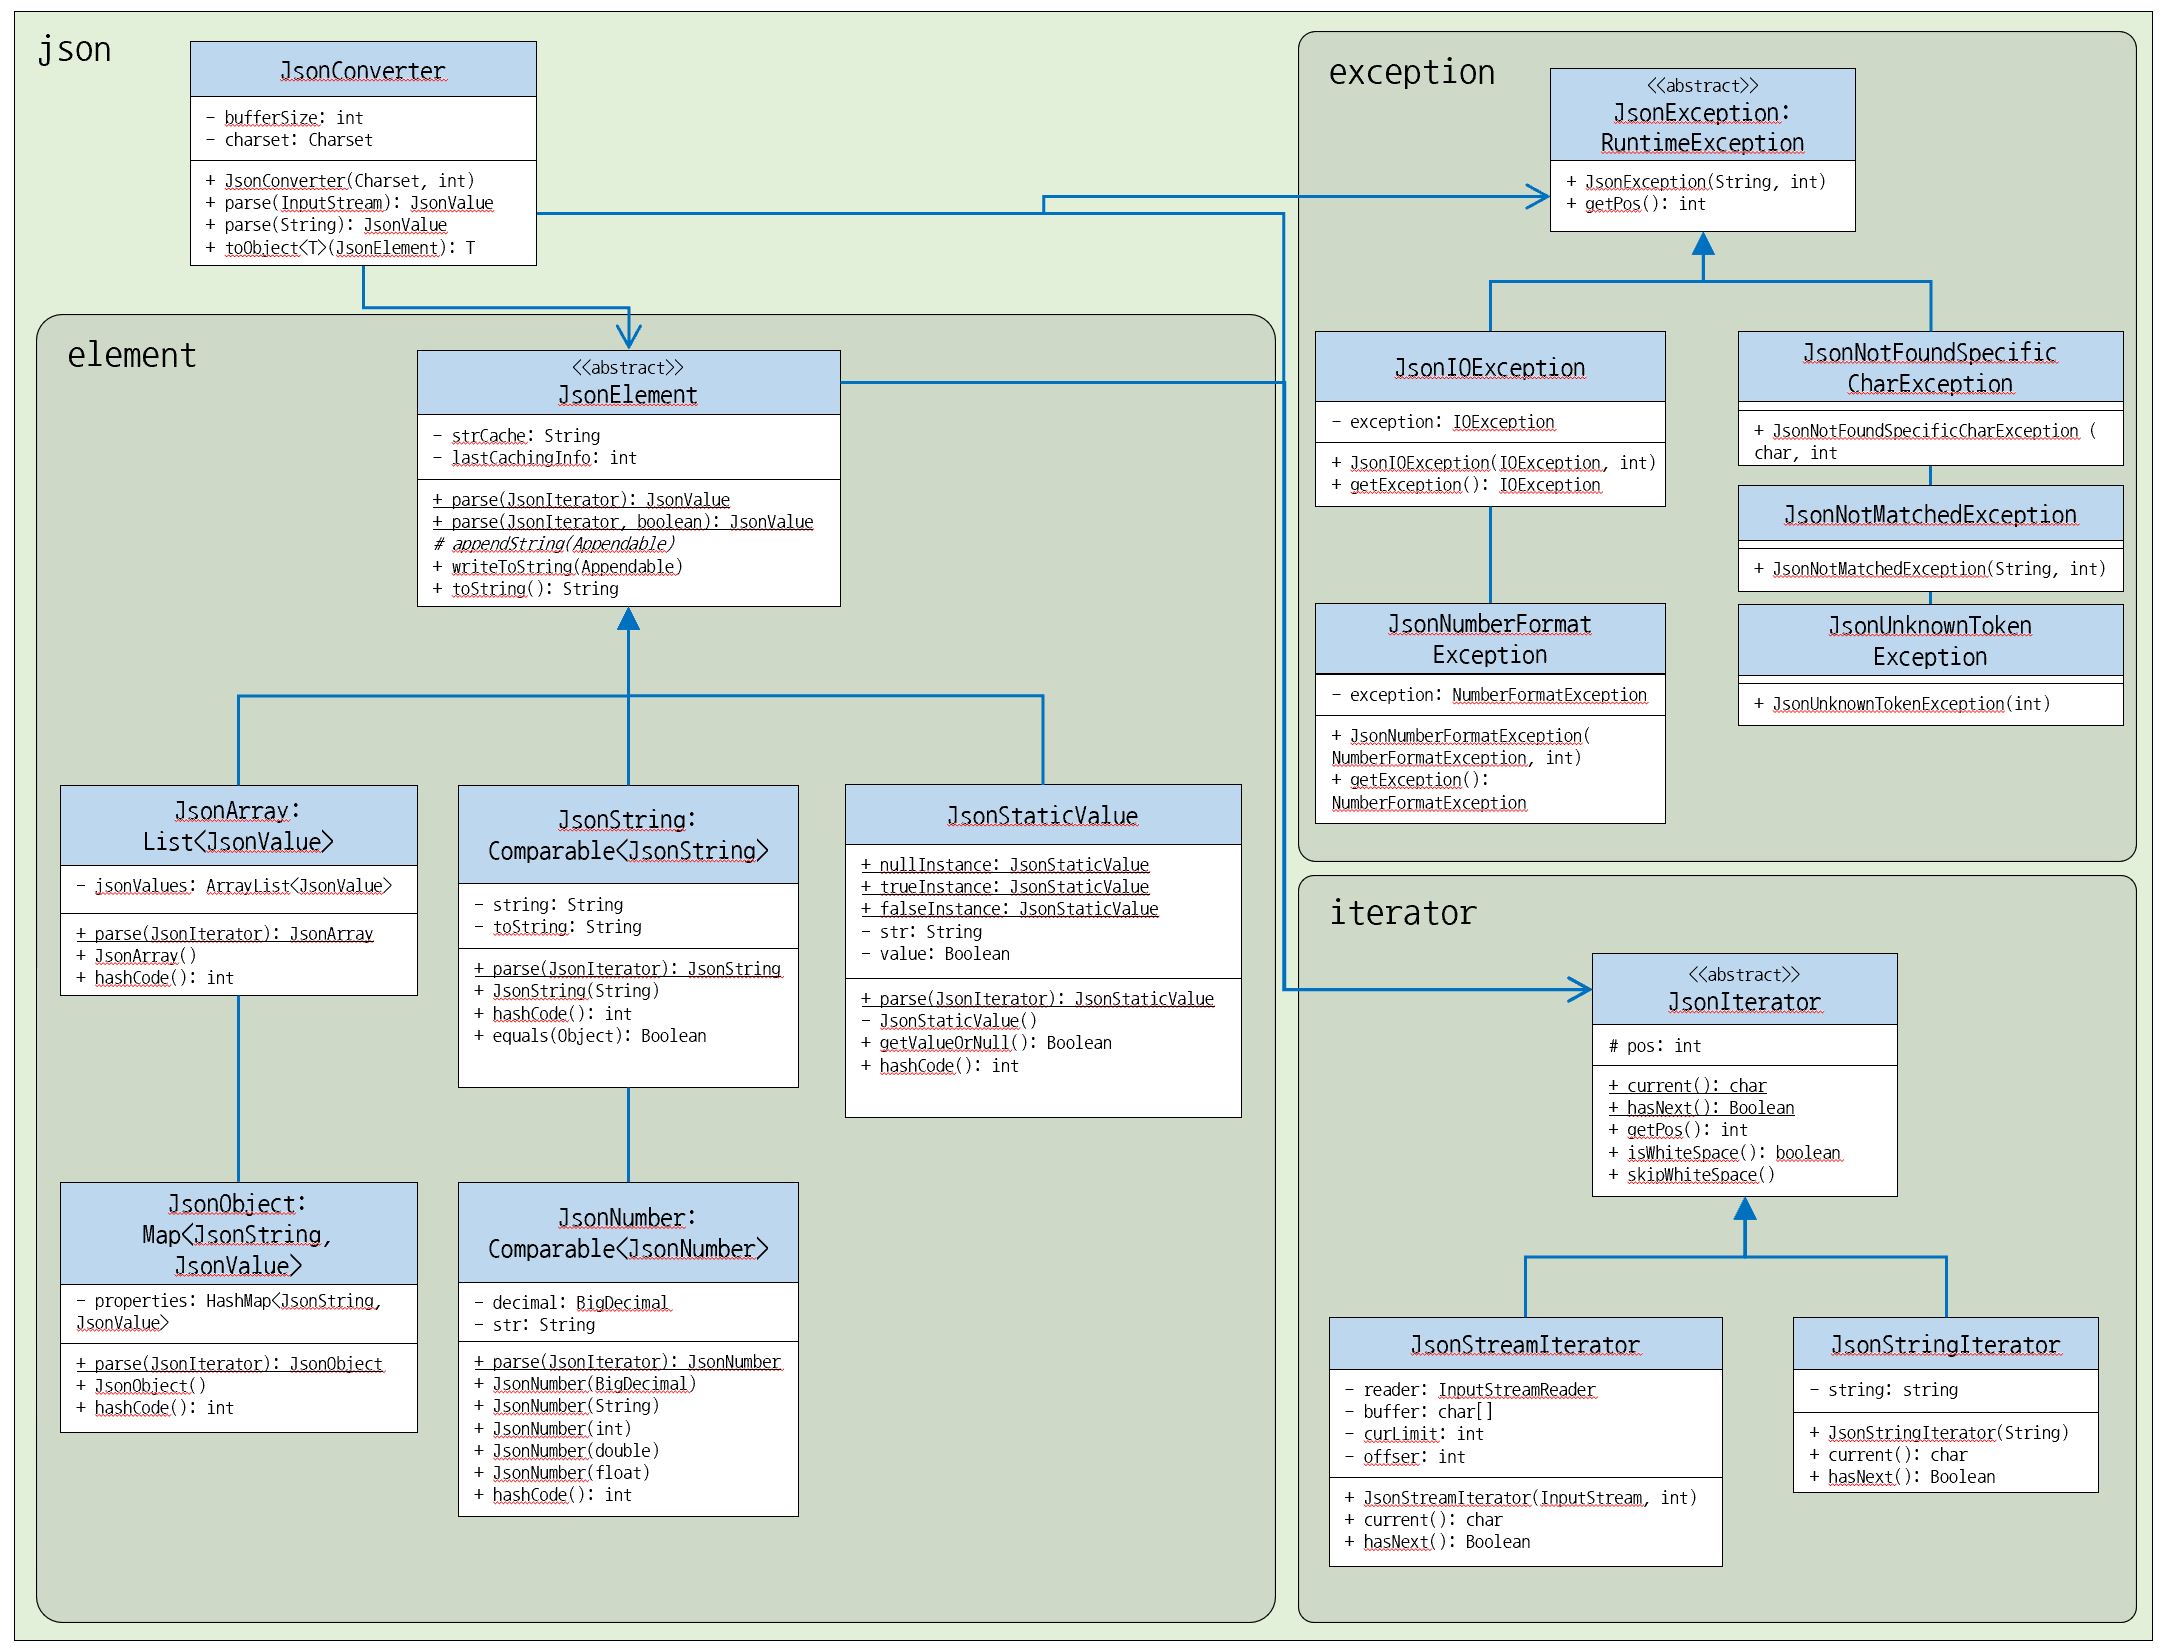 json
JsonConverter
- bufferSize: int
- charset: Charset
+ JsonConverter(Charset, int)
+ parse(InputStream): JsonValue
+ parse(String): JsonValue
+ toObject<T>(JsonElement): T
element
<<abstract>>
JsonElement
- strCache: String
- lastCachingInfo: int
+ parse(JsonIterator): JsonValue
+ parse(JsonIterator, boolean): JsonValue
# appendString(Appendable)
+ writeToString(Appendable)
+ toString(): String
JsonArray:
List<JsonValue>
- jsonValues: ArrayList<JsonValue>
+ parse(JsonIterator): JsonArray
+ JsonArray()
+ hashCode(): int
JsonString:
Comparable<JsonString>
- string: String
- toString: String
+ parse(JsonIterator): JsonString
+ JsonString(String)
+ hashCode(): int
+ equals(Object): Boolean
JsonStaticValue
+ nullInstance: JsonStaticValue
+ trueInstance: JsonStaticValue
+ falseInstance: JsonStaticValue
- str: String
- value: Boolean
+ parse(JsonIterator): JsonStaticValue
- JsonStaticValue()
+ getValueOrNull(): Boolean
+ hashCode(): int
JsonObject:
Map<JsonString,
JsonValue>
- properties: HashMap<JsonString,
JsonValue>
+ parse(JsonIterator): JsonObject
+ JsonObject()
+ hashCode(): int
JsonNumber:
Comparable<JsonNumber>
- decimal: BigDecimal
- str: String
+ parse(JsonIterator): JsonNumber
+ JsonNumber(BigDecimal)
+ JsonNumber(String)
+ JsonNumber(int)
+ JsonNumber(double)
+ JsonNumber(float)
+ hashCode(): int
exception
<<abstract>>
JsonException:
RuntimeException
+ JsonException(String, int)
+ getPos(): int
JsonIOException
- exception: IOException
+ JsonIOException(IOException, int)
+ getException(): IOException
JsonNumberFormat
Exception
- exception: NumberFormatException
+ JsonNumberFormatException(
NumberFormatException, int)
+ getException():
NumberFormatException
JsonNotFoundSpecific
CharException
+ JsonNotFoundSpecificCharException (
char, int
JsonNotMatchedException
+ JsonNotMatchedException(String, int)
JsonUnknownToken
Exception
+ JsonUnknownTokenException(int)
iterator
<<abstract>>
JsonIterator
# pos: int
+ current(): char
+ hasNext(): Boolean
+ getPos(): int
+ isWhiteSpace(): boolean
+ skipWhiteSpace()
JsonStreamIterator
- reader: InputStreamReader
- buffer: char[]
- curLimit: int
- offser: int
+ JsonStreamIterator(InputStream, int)
+ current(): char
+ hasNext(): Boolean
JsonStringIterator
- string: string
+ JsonStringIterator(String)
+ current(): char
+ hasNext(): Boolean